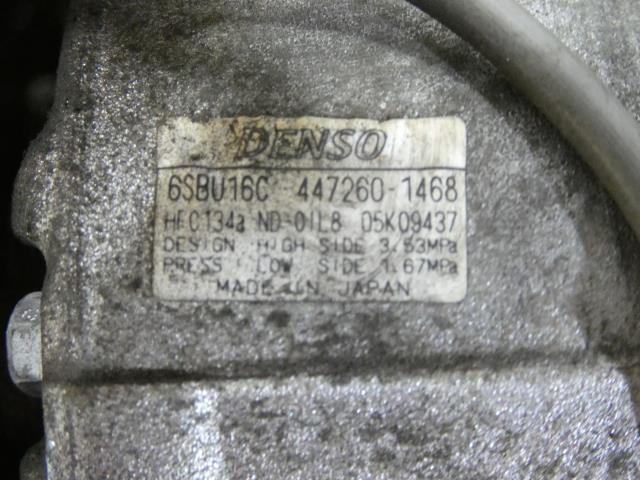 DENSO
6SBU16C 447260-1468
HFC134a ND-OIL8 05K09437
DESIGN HIGH SIDE 3.53MPa
PRESS LOW SIDE 1.67MPa
MADE IN JAPAN